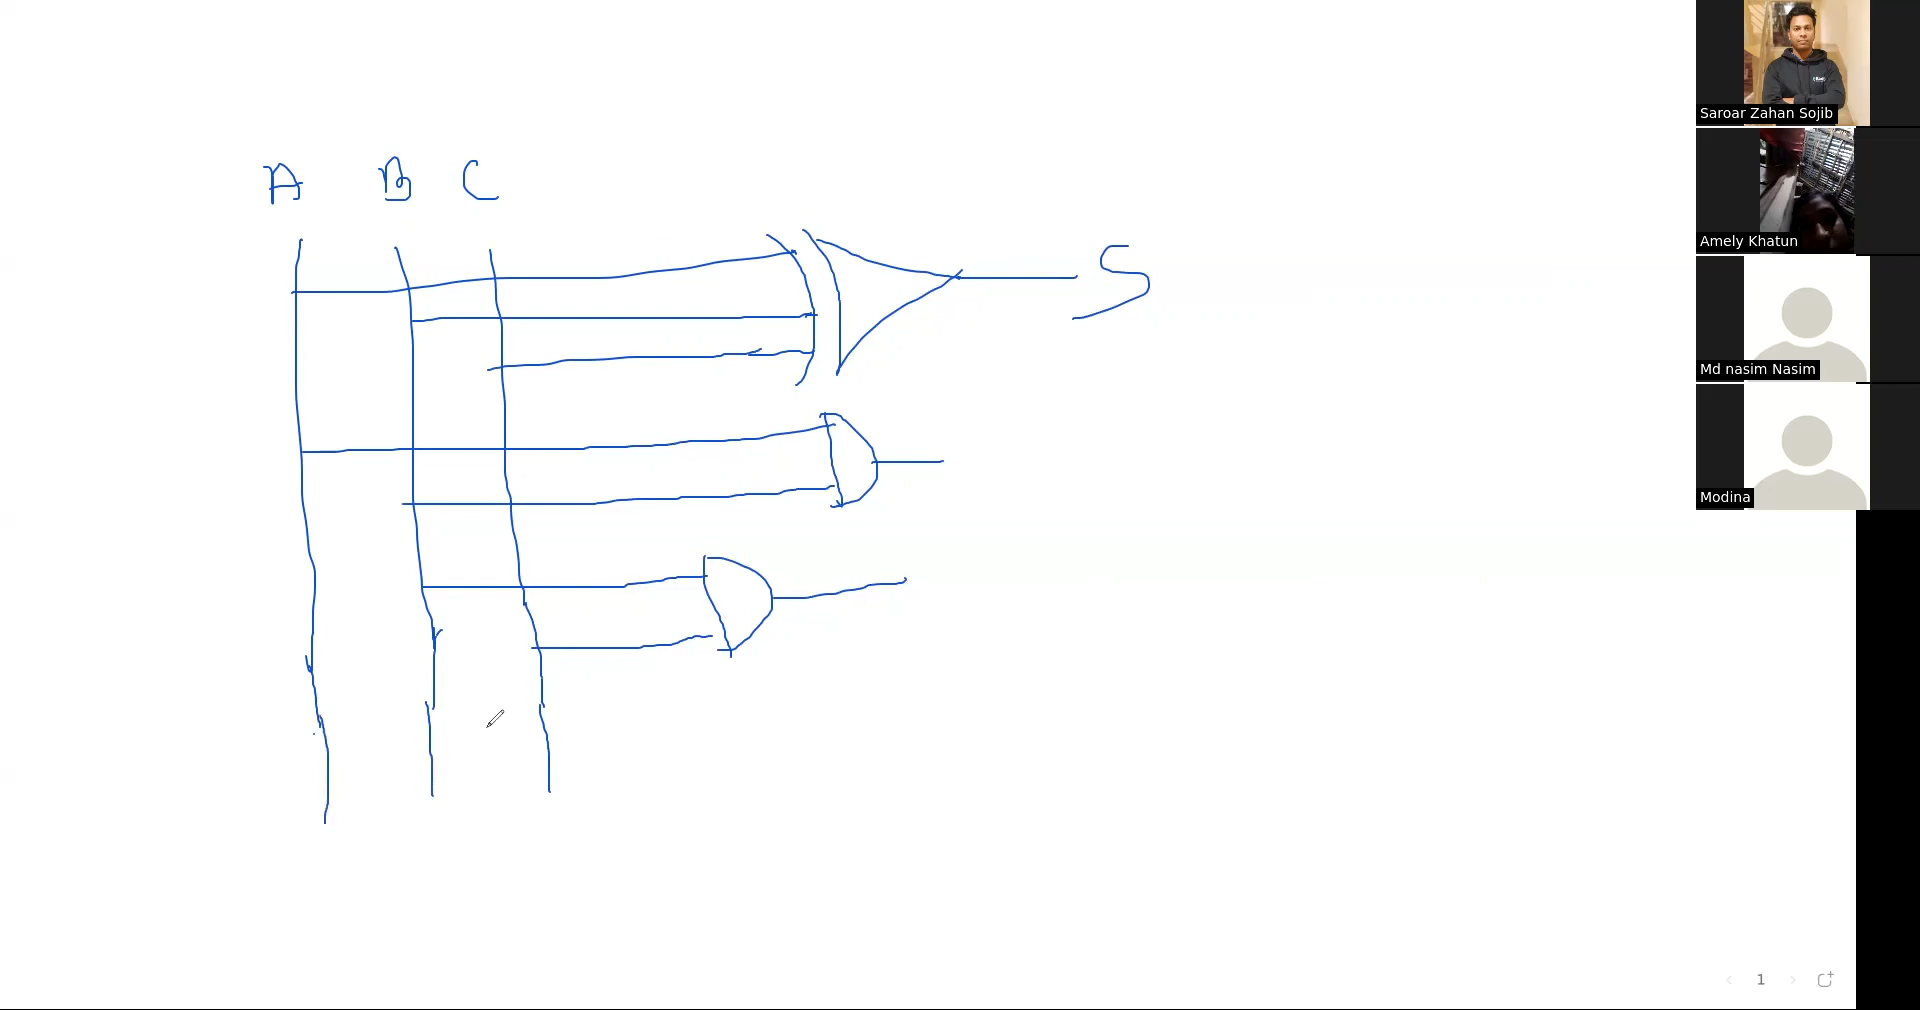 A B C
S
Saroar Zahan Sojib
Amely Khatun
Md nasim Nasim
Modina
1